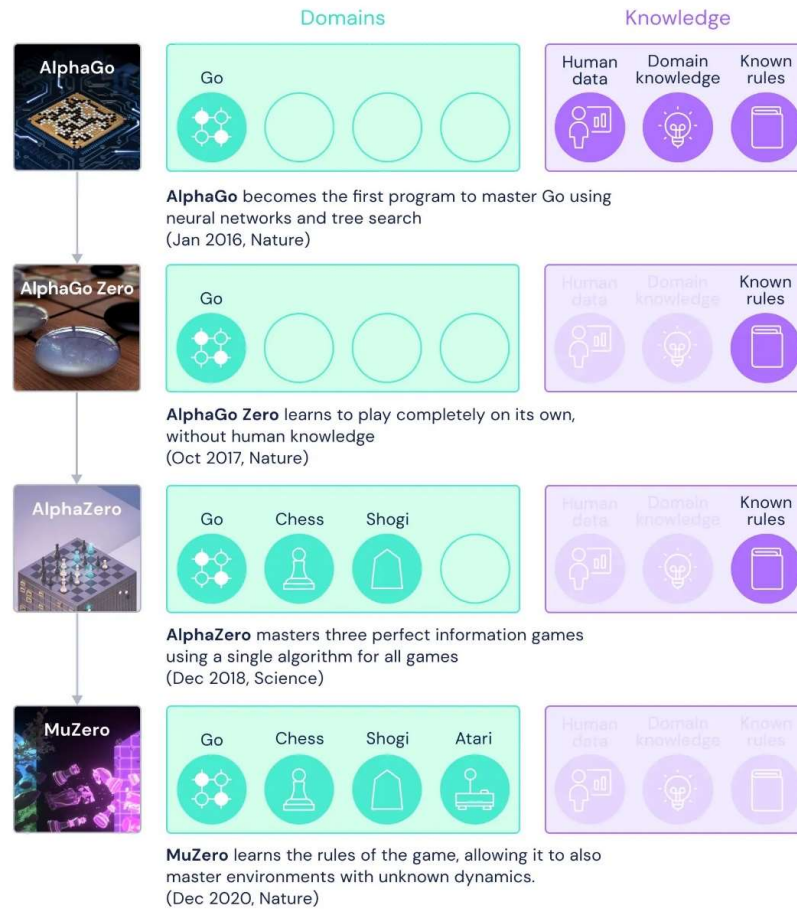 Domains
Knowledge
AlphaGo
Go
Human data
Domain knowledge
Known rules
AlphaGo becomes the first program to master Go using
neural networks and tree search
(Jan 2016, Nature)
AlphaGo Zero
Go
Human data
Domain knowledge
Known rules
AlphaGo Zero learns to play completely on its own,
without human knowledge
(Oct 2017, Nature)
AlphaZero
Go
Chess
Shogi
Human data
Domain knowledge
Known rules
AlphaZero masters three perfect information games
using a single algorithm for all games
(Dec 2018, Science)
MuZero
Go
Chess
Shogi
Atari
Human data
Domain knowledge
Known rules
MuZero learns the rules of the game, allowing it to also
master environments with unknown dynamics.
(Dec 2020, Nature)